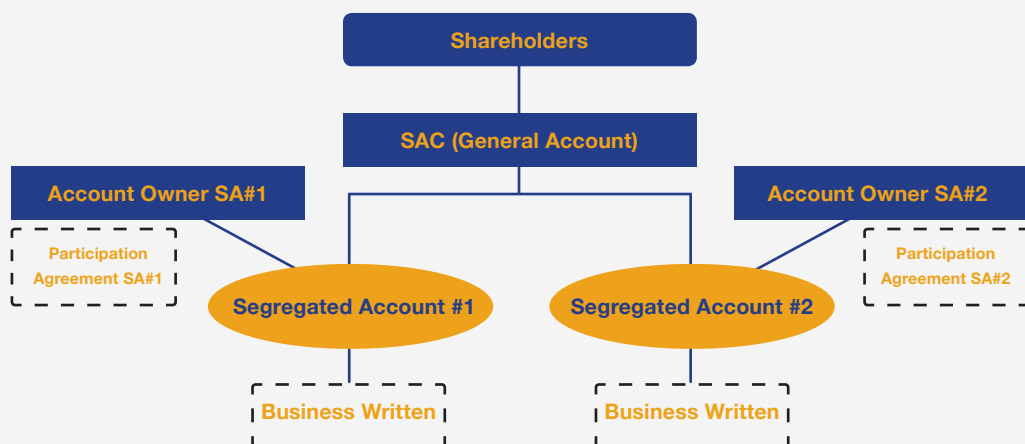 Shareholders
SAC (General Account)
Account Owner SA#1
Account Owner SA#2
Participation
Agreement SA#1
Participation
Agreement SA#2
Segregated Account #1
Segregated Account #2
Business Written
Business Written